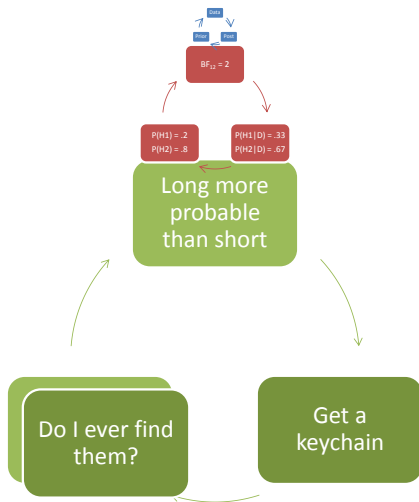 Data
Prior
Post
BF₁₂ = 2
P(H1) = .2
P(H2) = .8
P(H1|D) = .33
P(H2|D) = .67
Long more
probable
than short
Do I ever find
them?
Get a
keychain